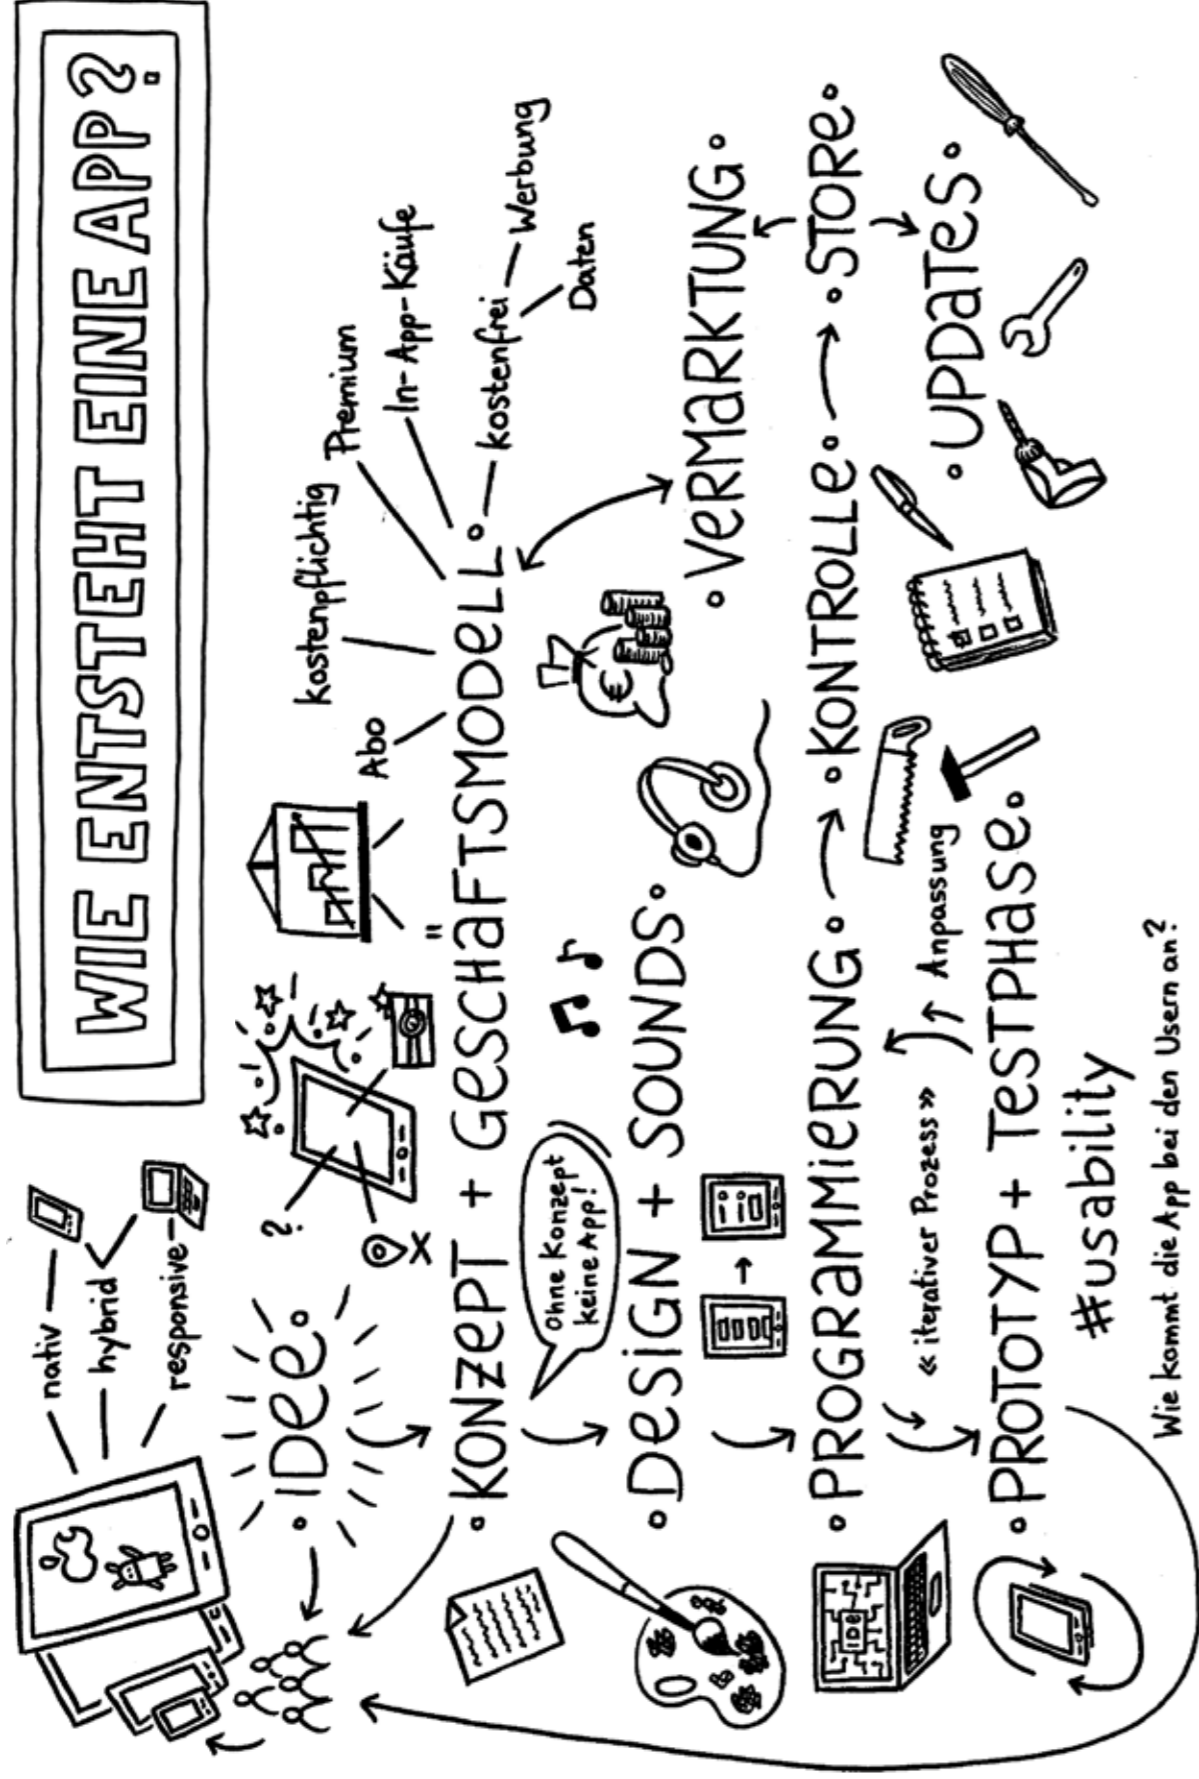 WIE ENTSTEHT EINE APP?
nativ
hybrid
responsive
IDee
?
X
Abo
kostenpflichtig
Premium
In-App-Käufe
kostenfrei
Werbung
Daten
KONZePT + GeSCHäFTSMODeLL
Ohne Konzept
keine App!
€
DeSiGN + SOUNDS
VeRMaRKTUNG
PROGRaMMieRUNG
KONTROLLe
STORe
IDE
« iterativer Prozess »
Anpassung
UPDaTeS
PROTOTYP + TeSTPHaSe
#usability
Wie kommt die App bei den Usern an?